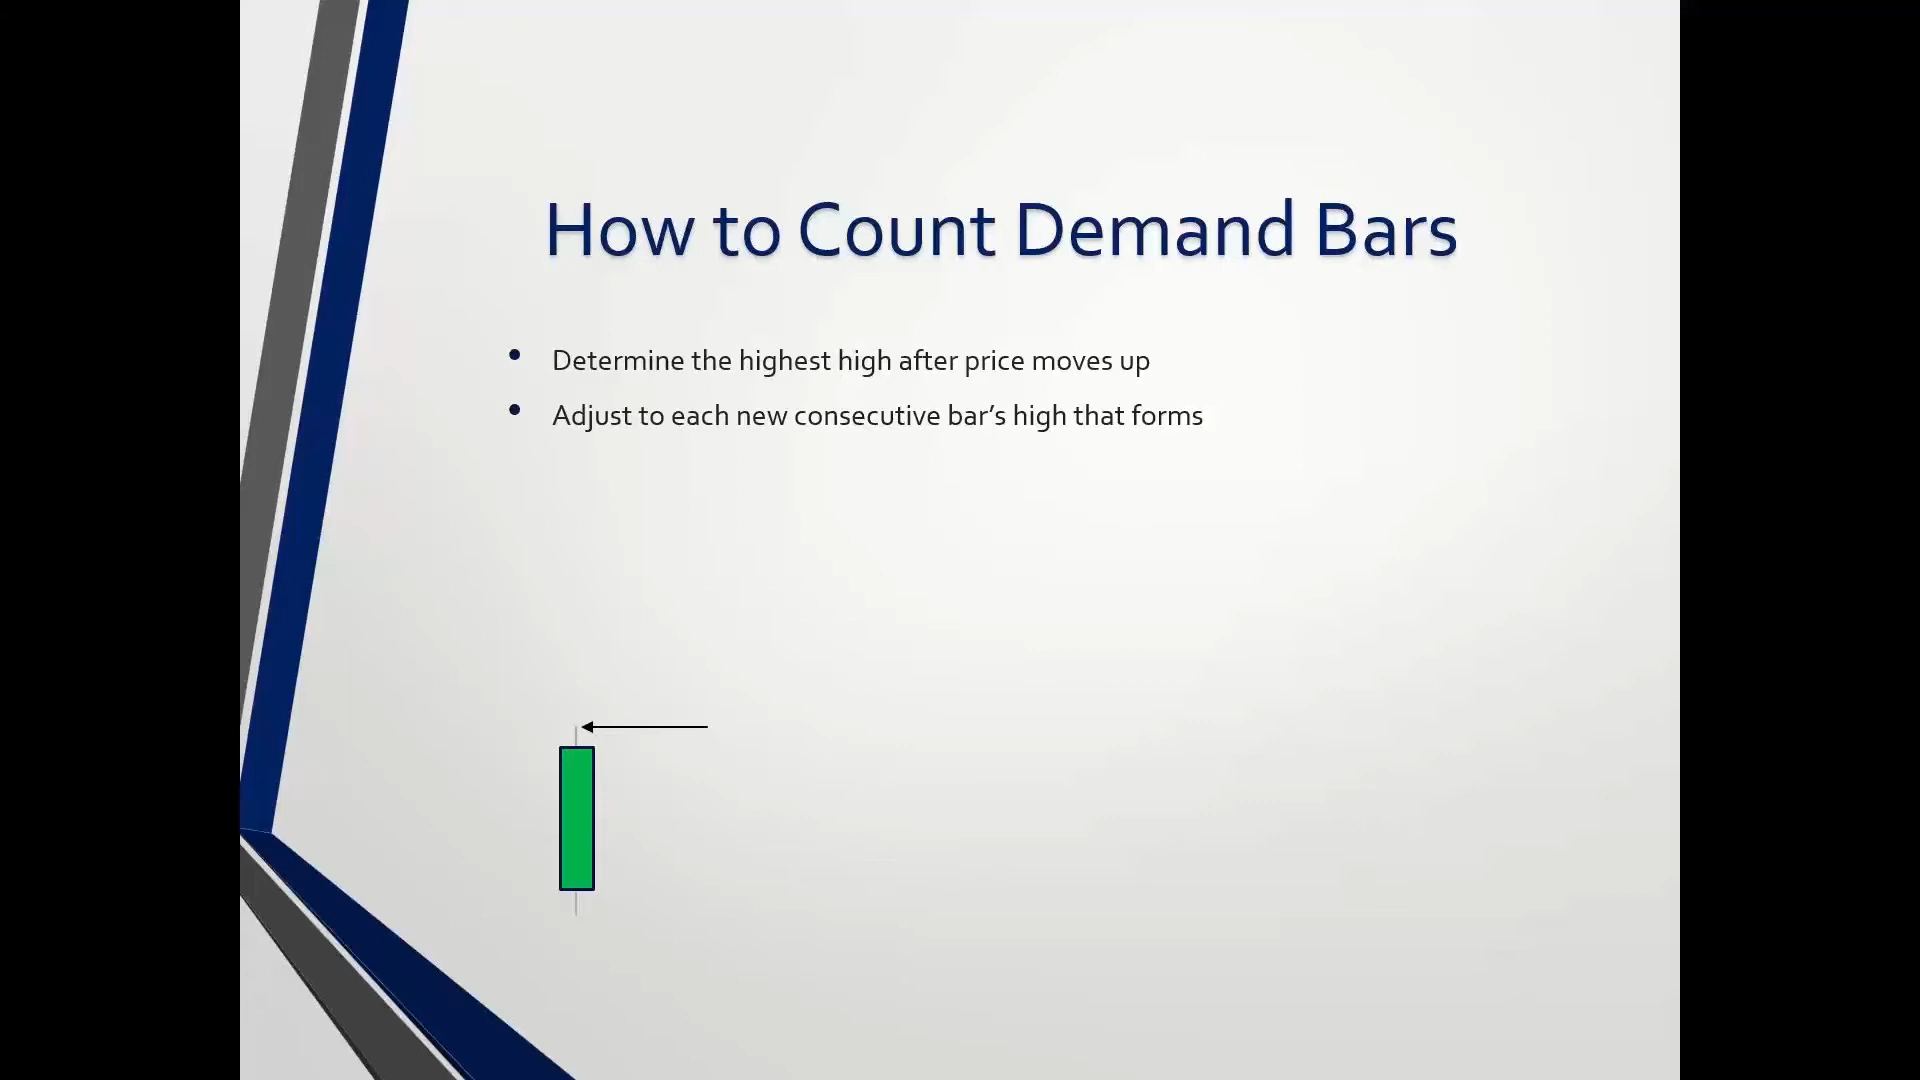 How to Count Demand Bars
• Determine the highest high after price moves up
• Adjust to each new consecutive bar’s high that forms